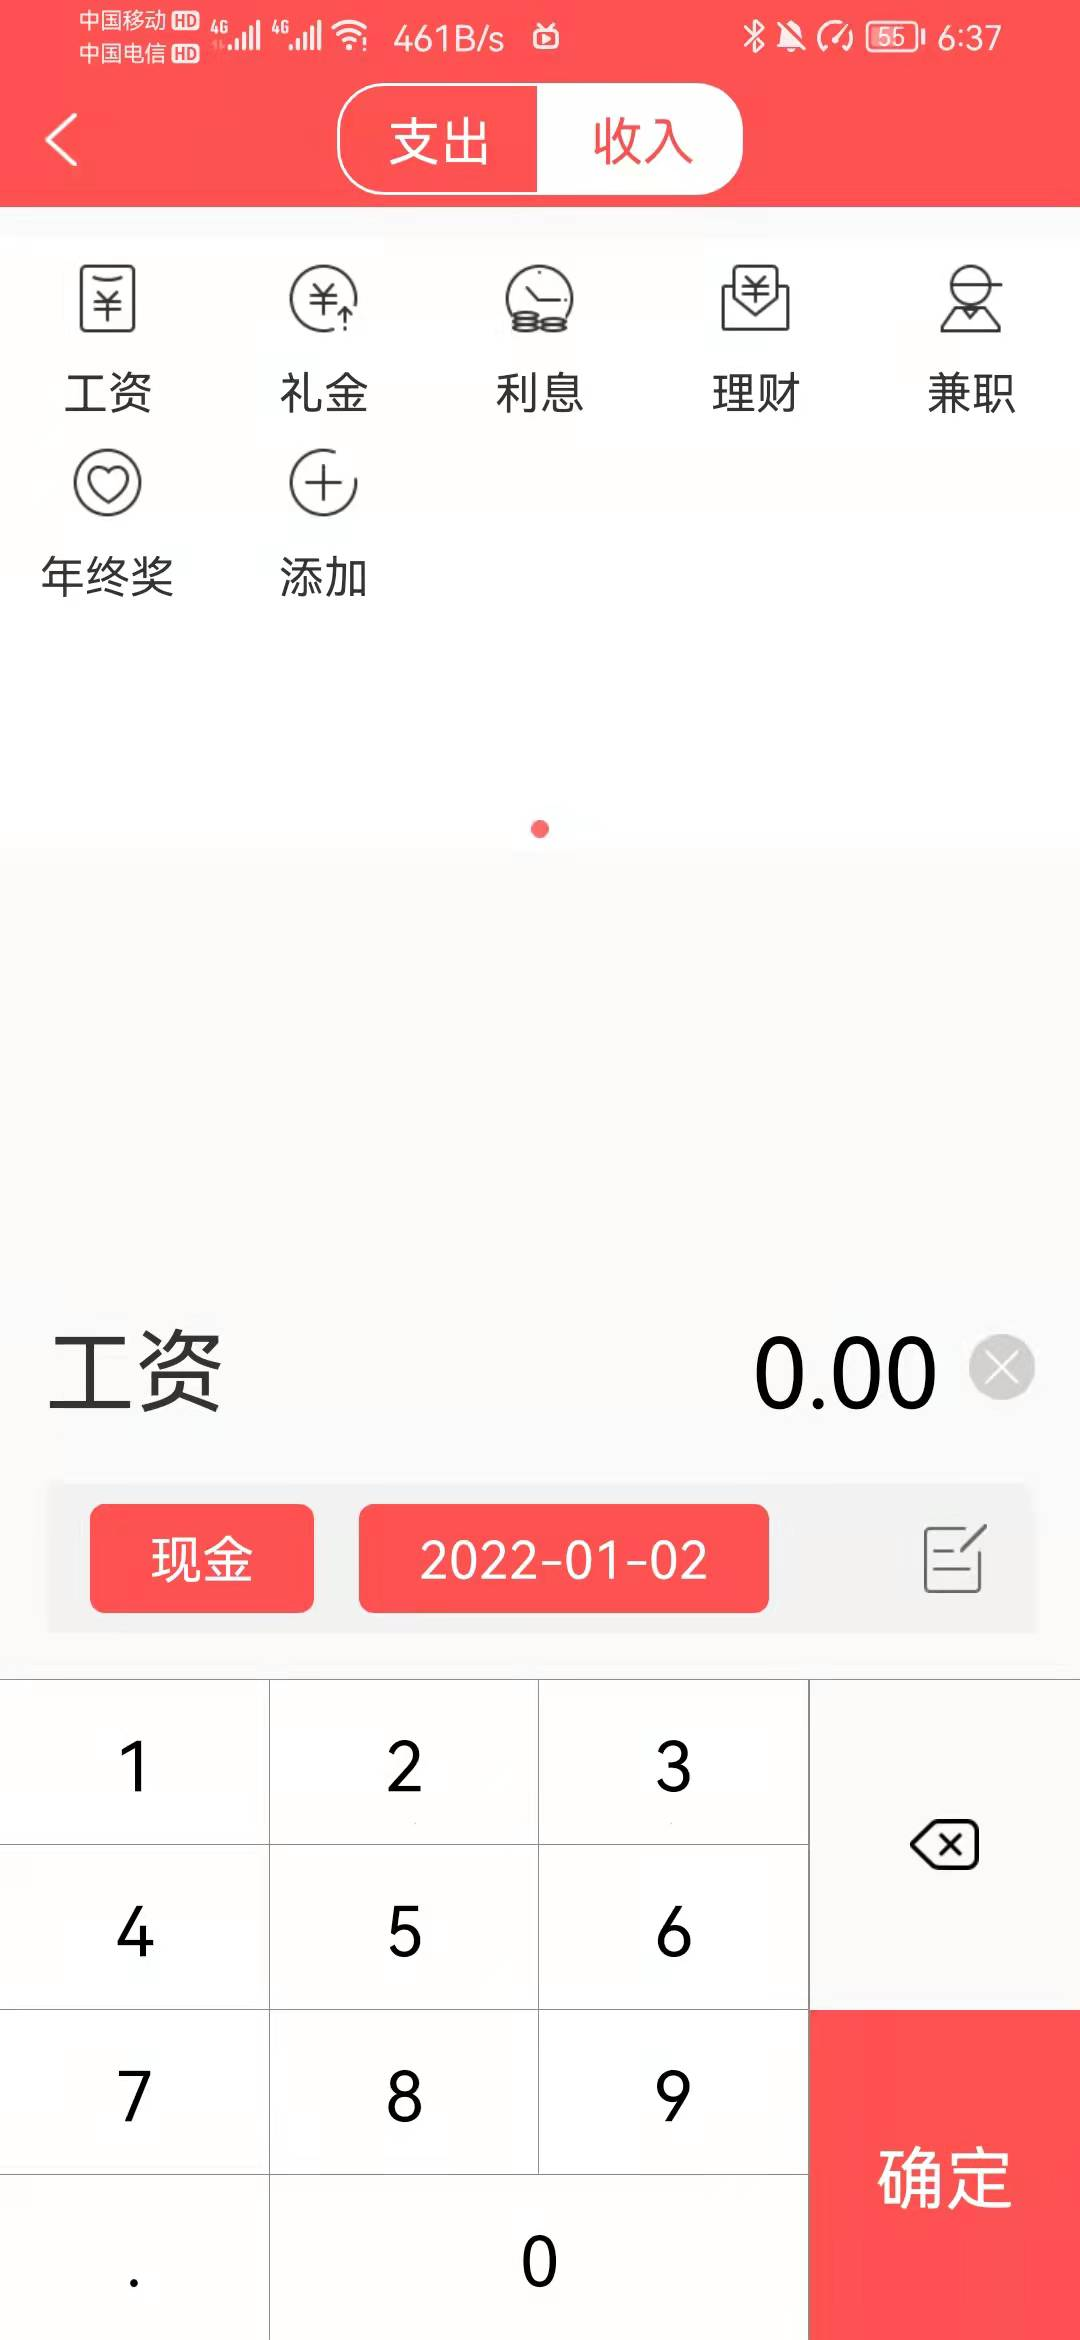 中国移动 HD 4G 4G 461B/s 55 6:37
中国电信 HD
支出 收入
工资 礼金 利息 理财 兼职
年终奖 添加
工资 0.00
现金 2022-01-02
1 2 3
4 5 6
7 8 9
确定
. 0